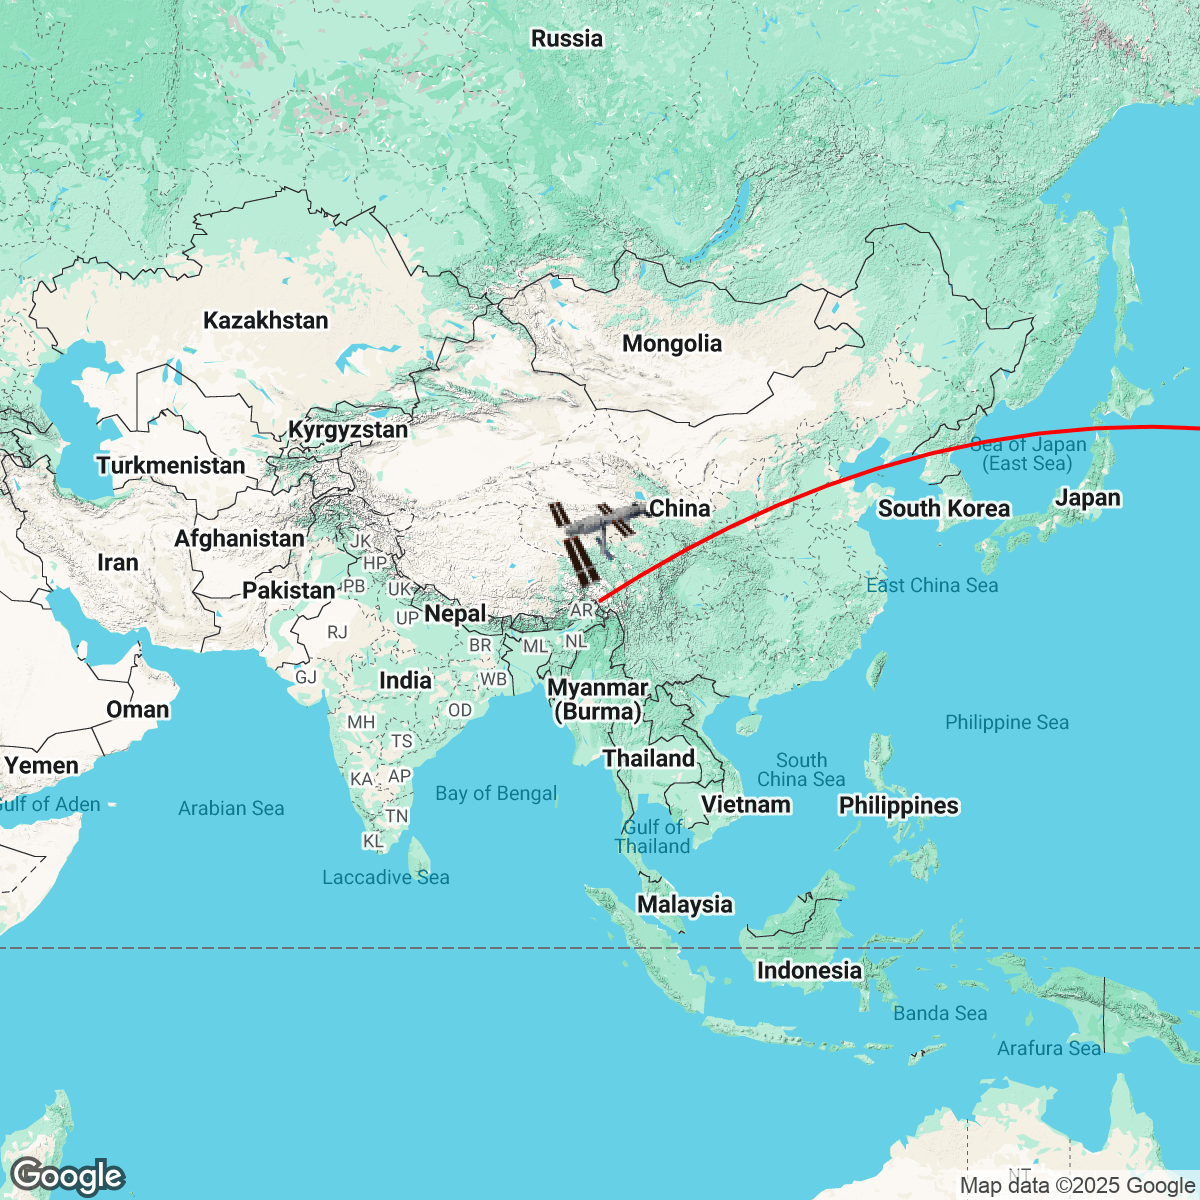 Russia
Kazakhstan
Mongolia
Kyrgyzstan
Sea of Japan
(East Sea)
Turkmenistan
Japan
China
South Korea
Afghanistan
JK
Iran
HP
East China Sea
Pakistan
PB
UK
AR
Nepal
UP
RJ
BR
ML
NL
GJ
India
WB
Myanmar
(Burma)
Oman
OD
MH
Philippine Sea
TS
Thailand
South
China Sea
Yemen
KA
AP
Bay of Bengal
Gulf of Aden
Arabian Sea
Vietnam
Philippines
TN
Gulf of
Thailand
KL
Laccadive Sea
Malaysia
Indonesia
Banda Sea
Arafura Sea
NT
Google
Map data ©2025 Google